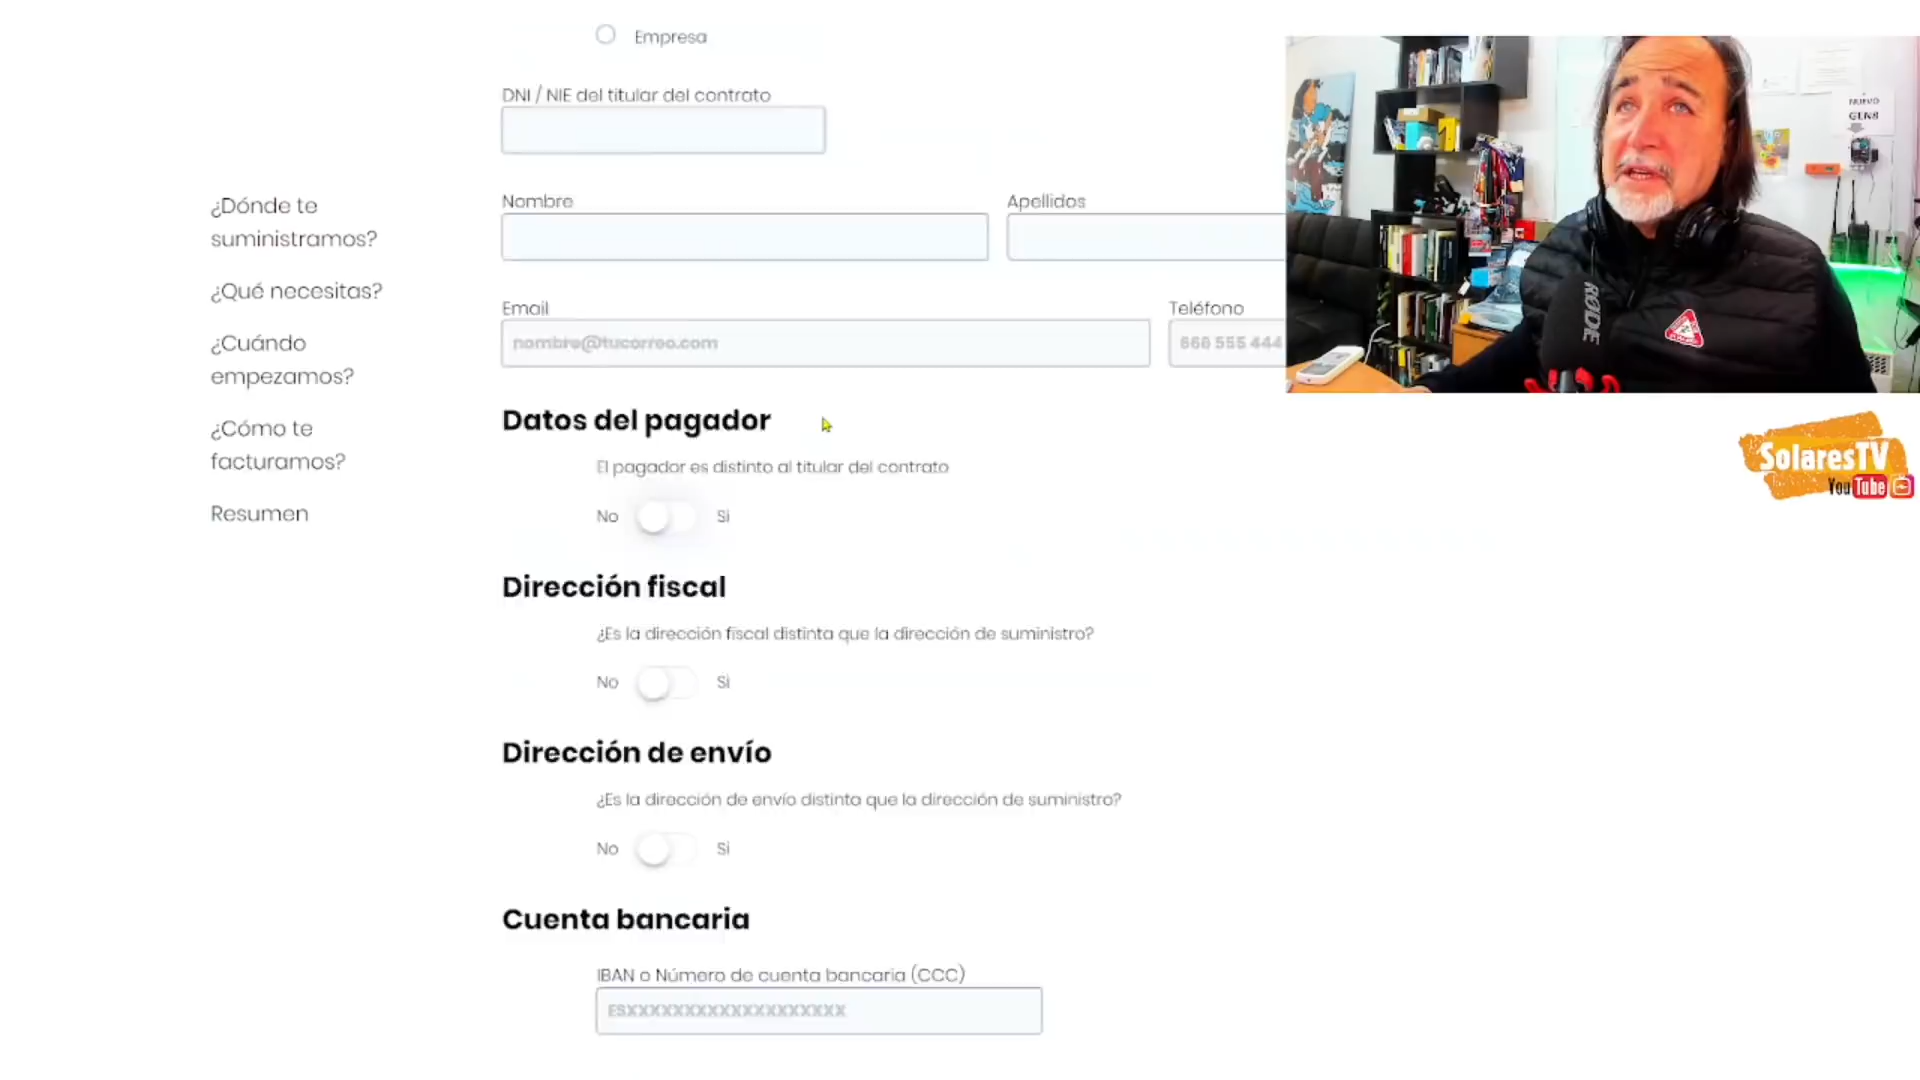 Empresa
DNI / NIE del titular del contrato
¿Dónde te
suministramos?
¿Qué necesitas?
¿Cuándo
empezamos?
¿Cómo te
facturamos?
Resumen
Nombre
Apellidos
Email
Teléfono
nombre@tucorreo.com
668 555 444
Datos del pagador
El pagador es distinto al titular del contrato
No
Si
Dirección fiscal
¿Es la dirección fiscal distinta que la dirección de suministro?
No
Si
Dirección de envío
¿Es la dirección de envío distinta que la dirección de suministro?
No
Si
Cuenta bancaria
IBAN o Número de cuenta bancaria (CCC)
ESXXXXXXXXXXXXXXXXXXX
NUEVO
GEN8
RØDE
SolaresTV
YouTube